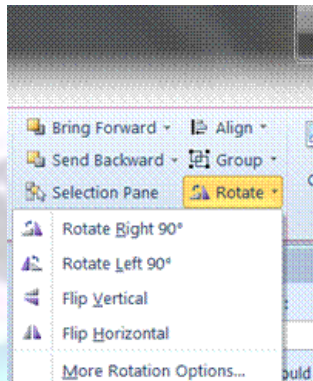 Bring Forward Align
Send Backward Group
Selection Pane Rotate
Rotate Right 90°
Rotate Left 90°
Flip Vertical
Flip Horizontal
More Rotation Options...